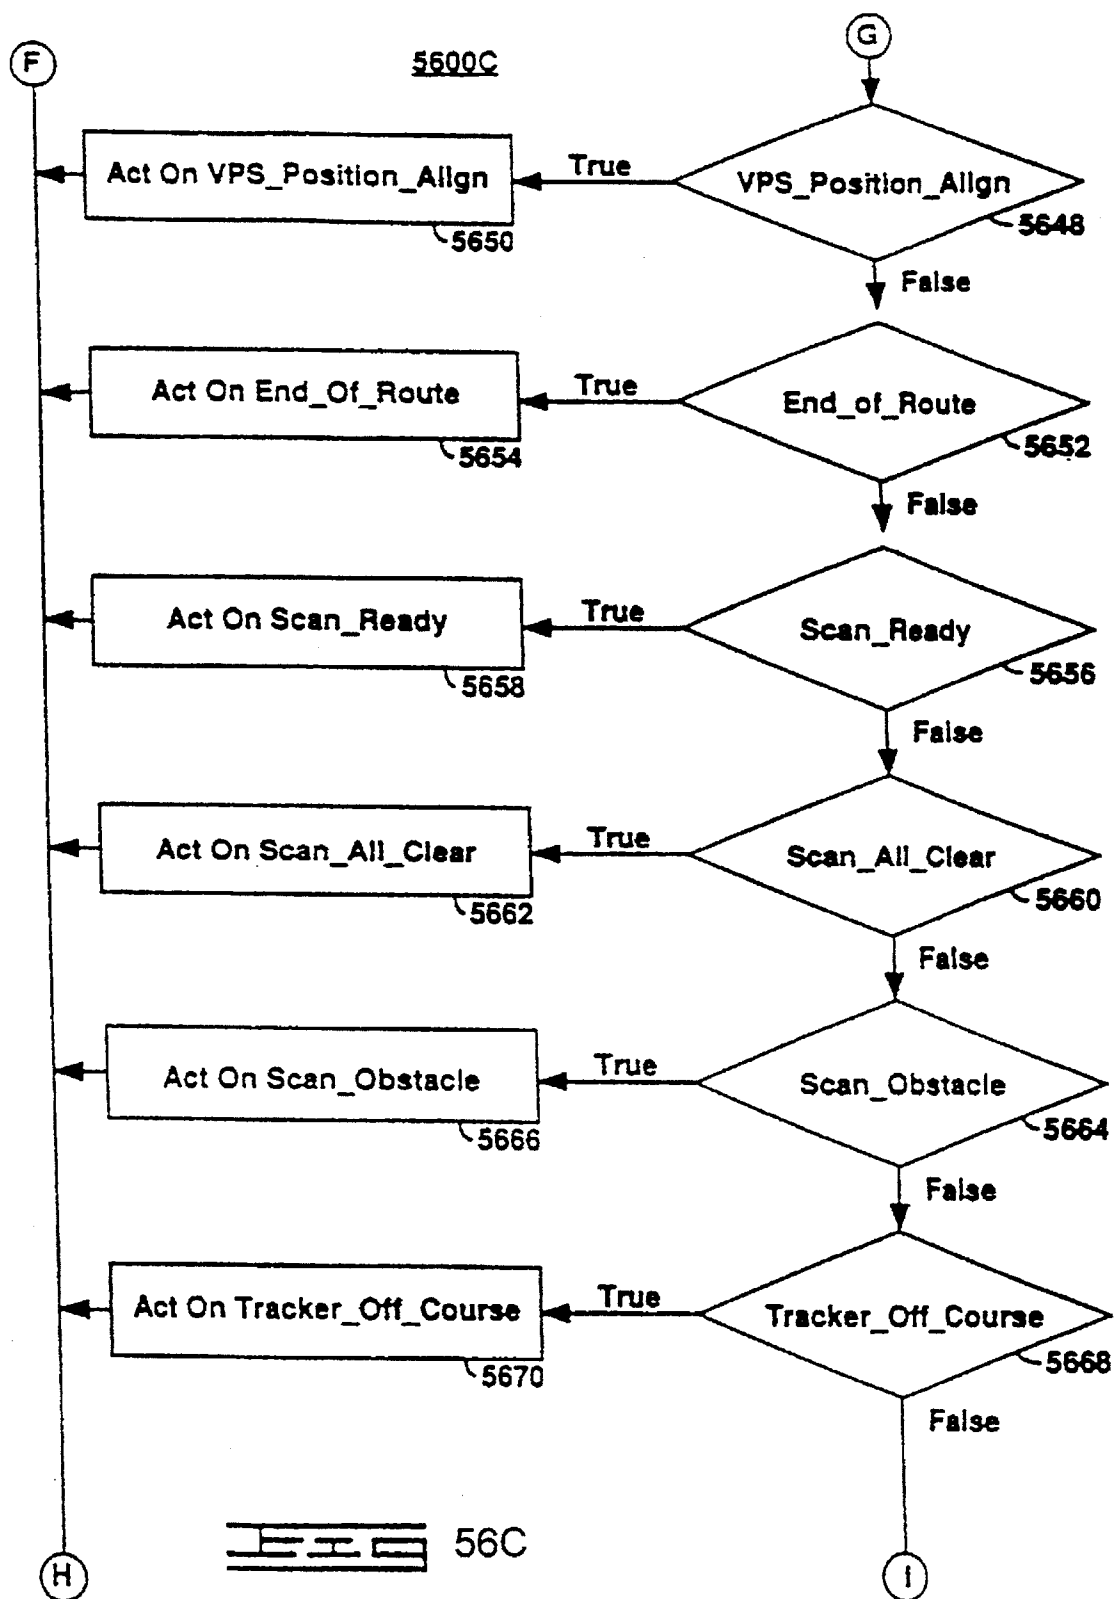 F
5600C
G
Act On VPS_Position_Align
True
VPS_Position_Align
5650
5648
False
Act On End_Of_Route
True
End_of_Route
5654
5652
False
Act On Scan_Ready
True
Scan_Ready
5658
5656
False
Act On Scan_All_Clear
True
Scan_All_Clear
5662
5660
False
Act On Scan_Obstacle
True
Scan_Obstacle
5666
5664
False
Act On Tracker_Off_Course
True
Tracker_Off_Course
5670
5668
False
56C
H
I